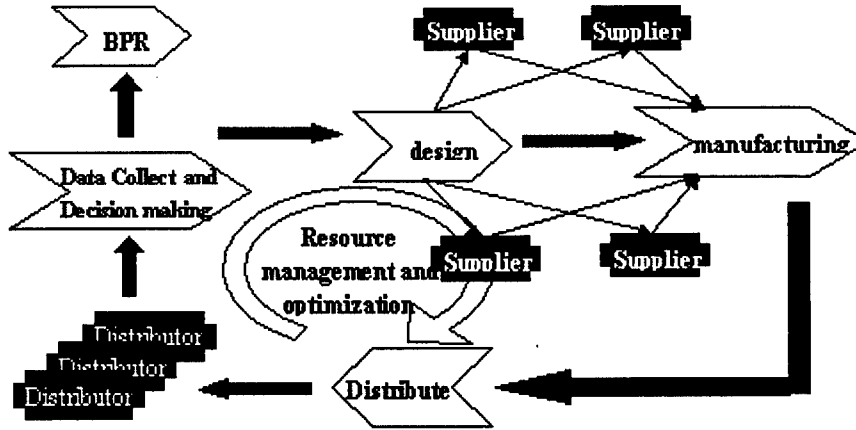 BPR
Supplier
Supplier
design
manufacturing
Data Collect and
Decision making
Resource
management and
optimization
Supplier
Supplier
Distributor
Distributor
Distributor
Distribute